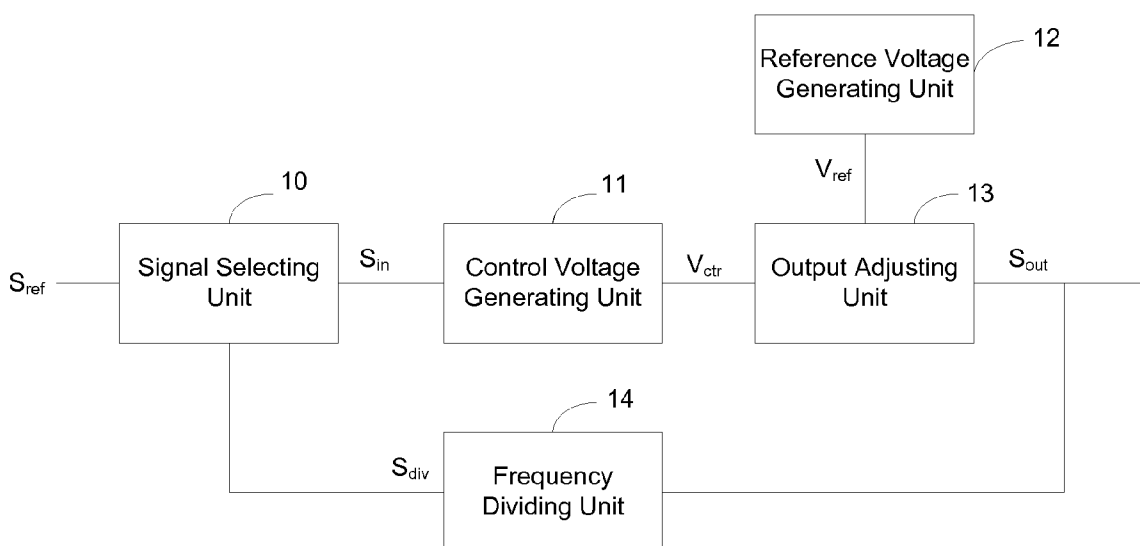 12
Reference Voltage
Generating Unit
V_ref
10
11
13
S_ref
Signal Selecting
Unit
S_in
Control Voltage
Generating Unit
V_ctr
Output Adjusting
Unit
S_out
14
S_div
Frequency
Dividing Unit